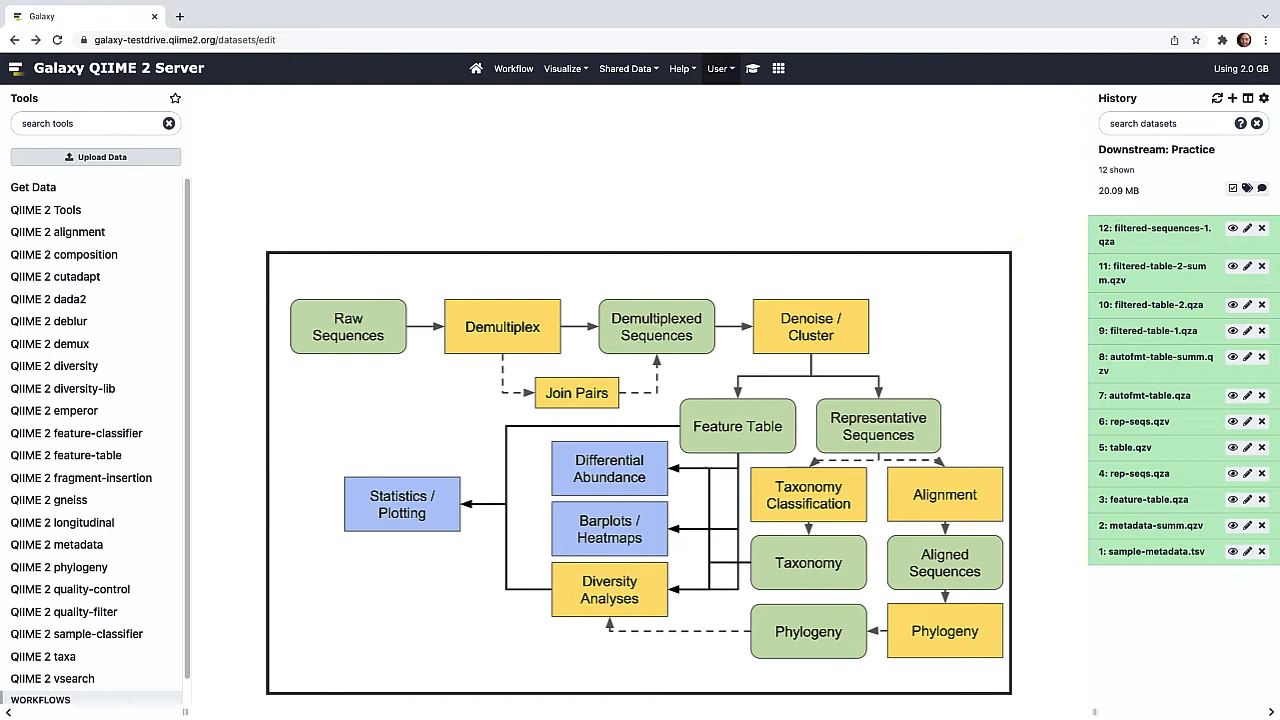 Galaxy
galaxy-testdrive.qiime2.org/datasets/edit
Galaxy QIIME 2 Server
Workflow
Visualize
Shared Data
Help
User
Using 2.0 GB
Tools
search tools
Upload Data
Get Data
QIIME 2 Tools
QIIME 2 alignment
QIIME 2 composition
QIIME 2 cutadapt
QIIME 2 dada2
QIIME 2 deblur
QIIME 2 demux
QIIME 2 diversity
QIIME 2 diversity-lib
QIIME 2 emperor
QIIME 2 feature-classifier
QIIME 2 feature-table
QIIME 2 fragment-insertion
QIIME 2 gneiss
QIIME 2 longitudinal
QIIME 2 metadata
QIIME 2 phylogeny
QIIME 2 quality-control
QIIME 2 quality-filter
QIIME 2 sample-classifier
QIIME 2 taxa
QIIME 2 vsearch
WORKFLOWS
Raw
Sequences
Demultiplex
Demultiplexed
Sequences
Denoise /
Cluster
Join Pairs
Feature Table
Representative
Sequences
Differential
Abundance
Taxonomy
Classification
Alignment
Statistics /
Plotting
Barplots /
Heatmaps
Taxonomy
Aligned
Sequences
Diversity
Analyses
Phylogeny
Phylogeny
History
search datasets
Downstream: Practice
12 shown
20.09 MB
12: filtered-sequences-1.
qza
11: filtered-table-2-sum
m.qzv
10: filtered-table-2.qza
9: filtered-table-1.qza
8: autofmt-table-summ.q
zv
7: autofmt-table.qza
6: rep-seqs.qzv
5: table.qzv
4: rep-seqs.qza
3: feature-table.qza
2: metadata-summ.qzv
1: sample-metadata.tsv